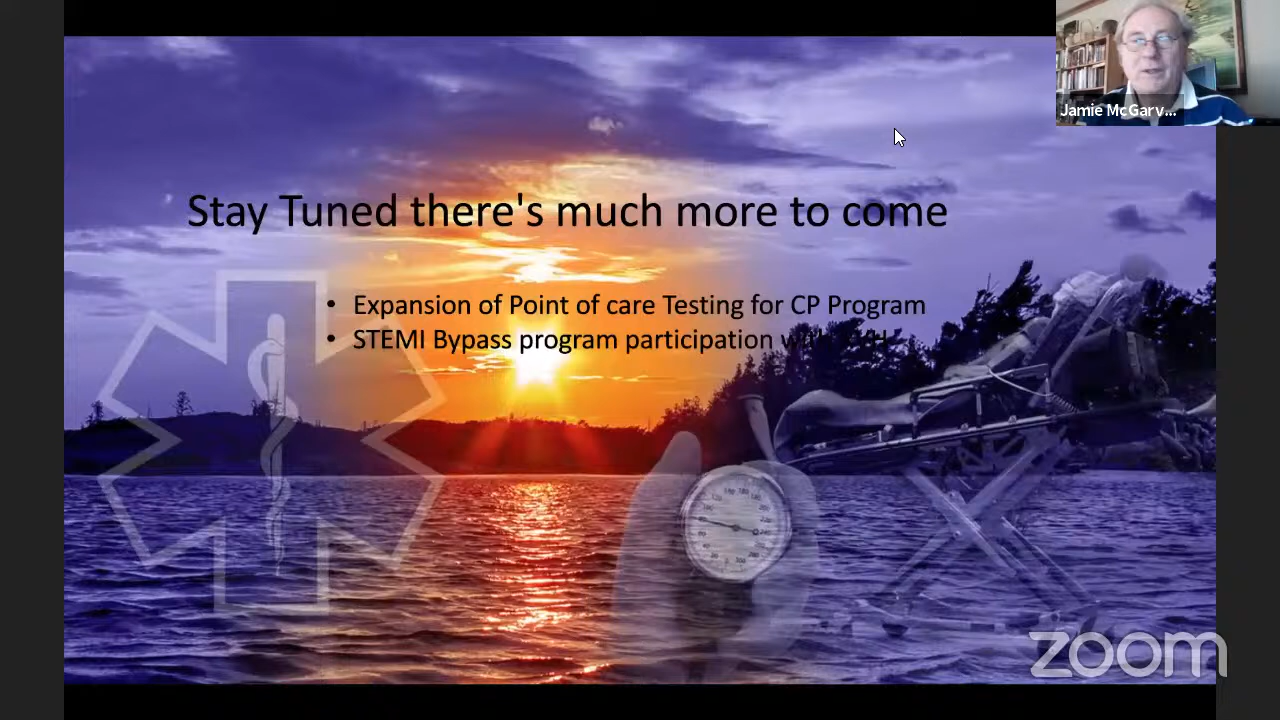 Jamie McGarv...
Stay Tuned there's much more to come
• Expansion of Point of care Testing for CP Program
• STEMI Bypass program participation with
zoom